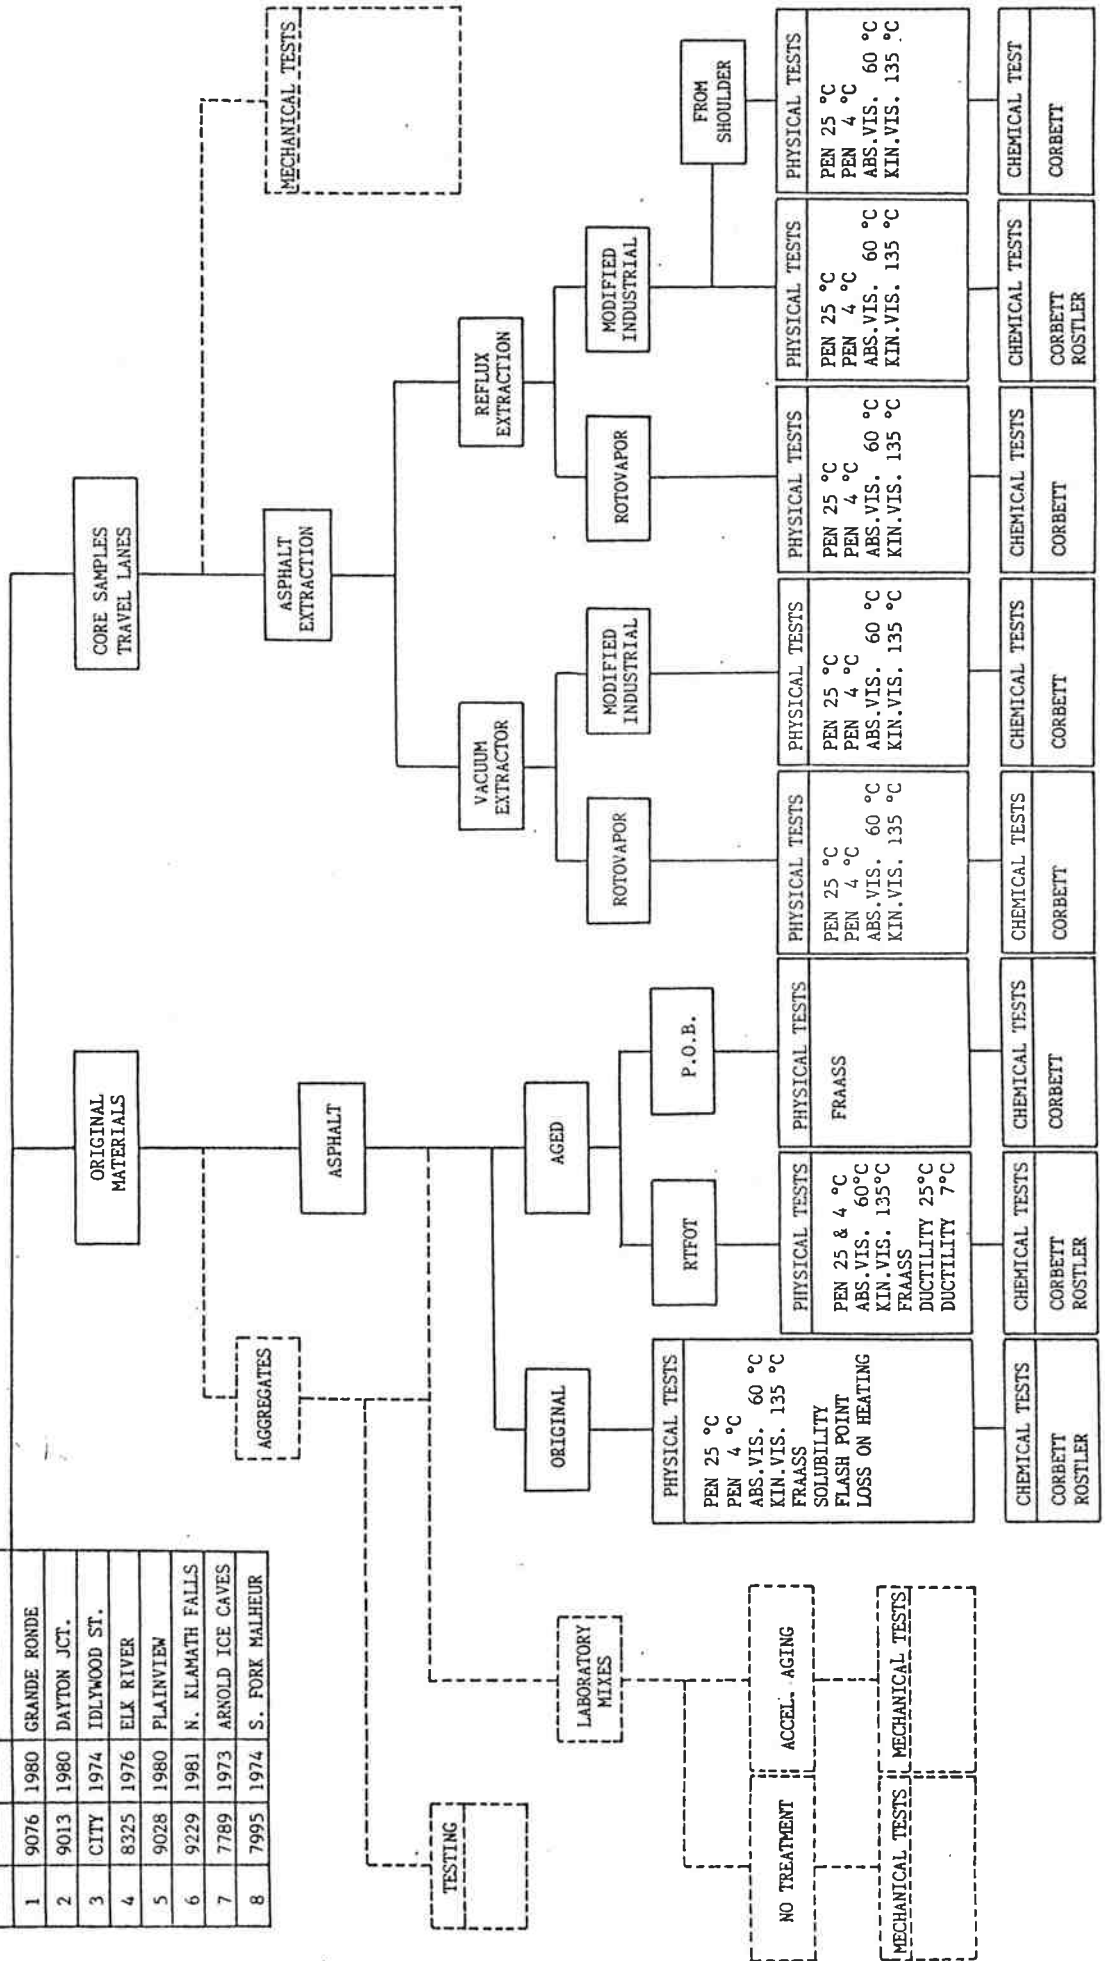 1 9076 1980 GRANDE RONDE
2 9013 1980 DAYTON JCT.
3 CITY 1974 IDLYWOOD ST.
4 8325 1976 ELK RIVER
5 9028 1980 PLAINVIEW
6 9229 1981 N. KLAMATH FALLS
7 7789 1973 ARNOLD ICE CAVES
8 7995 1974 S. FORK MALHEUR
ORIGINAL
MATERIALS
CORE SAMPLES
TRAVEL LANES
AGGREGATES
ASPHALT
ASPHALT
EXTRACTION
MECHANICAL TESTS
TESTING
LABORATORY
MIXES
NO TREATMENT
ACCEL. AGING
MECHANICAL TESTS
MECHANICAL TESTS
ORIGINAL
AGED
RTFOT
P.O.B.
VACUUM
EXTRACTOR
REFLUX
EXTRACTION
ROTOVAPOR
MODIFIED
INDUSTRIAL
ROTOVAPOR
MODIFIED
INDUSTRIAL
FROM
SHOULDER
PHYSICAL TESTS
PEN 25 °C
PEN 4 °C
ABS.VIS. 60 °C
KIN.VIS. 135 °C
FRAASS
SOLUBILITY
FLASH POINT
LOSS ON HEATING
CHEMICAL TESTS
CORBETT
ROSTLER
PHYSICAL TESTS
PEN 25 & 4 °C
ABS.VIS. 60°C
KIN.VIS. 135°C
FRAASS
DUCTILITY 25°C
DUCTILITY 7°C
CHEMICAL TESTS
CORBETT
ROSTLER
PHYSICAL TESTS
FRAASS
CHEMICAL TESTS
CORBETT
PHYSICAL TESTS
PEN 25 °C
PEN 4 °C
ABS.VIS. 60 °C
KIN.VIS. 135 °C
CHEMICAL TESTS
CORBETT
PHYSICAL TESTS
PEN 25 °C
PEN 4 °C
ABS.VIS. 60 °C
KIN.VIS. 135 °C
CHEMICAL TESTS
CORBETT
PHYSICAL TESTS
PEN 25 °C
PEN 4 °C
ABS.VIS. 60 °C
KIN.VIS. 135 °C
CHEMICAL TESTS
CORBETT
PHYSICAL TESTS
PEN 25 °C
PEN 4 °C
ABS.VIS. 60 °C
KIN.VIS. 135 °C
CHEMICAL TESTS
CORBETT
ROSTLER
PHYSICAL TESTS
PEN 25 °C
PEN 4 °C
ABS.VIS. 60 °C
KIN.VIS. 135 °C
CHEMICAL TEST
CORBETT